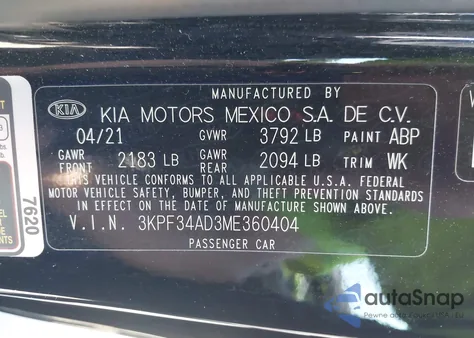 MANUFACTURED BY
KIA KIA MOTORS MEXICO S.A. DE C.V.
04/21 GVWR 3792 LB PAINT ABP
GAWR FRONT 2183 LB GAWR REAR 2094 LB TRIM WK
THIS VEHICLE CONFORMS TO ALL APPLICABLE U.S.A. FEDERAL
MOTOR VEHICLE SAFETY, BUMPER, AND THEFT PREVENTION STANDARDS
IN EFFECT ON THE DATE OF MANUFACTURE SHOWN ABOVE.
V.I.N. 3KPF34AD3ME360404
PASSENGER CAR
7620
autoSnap